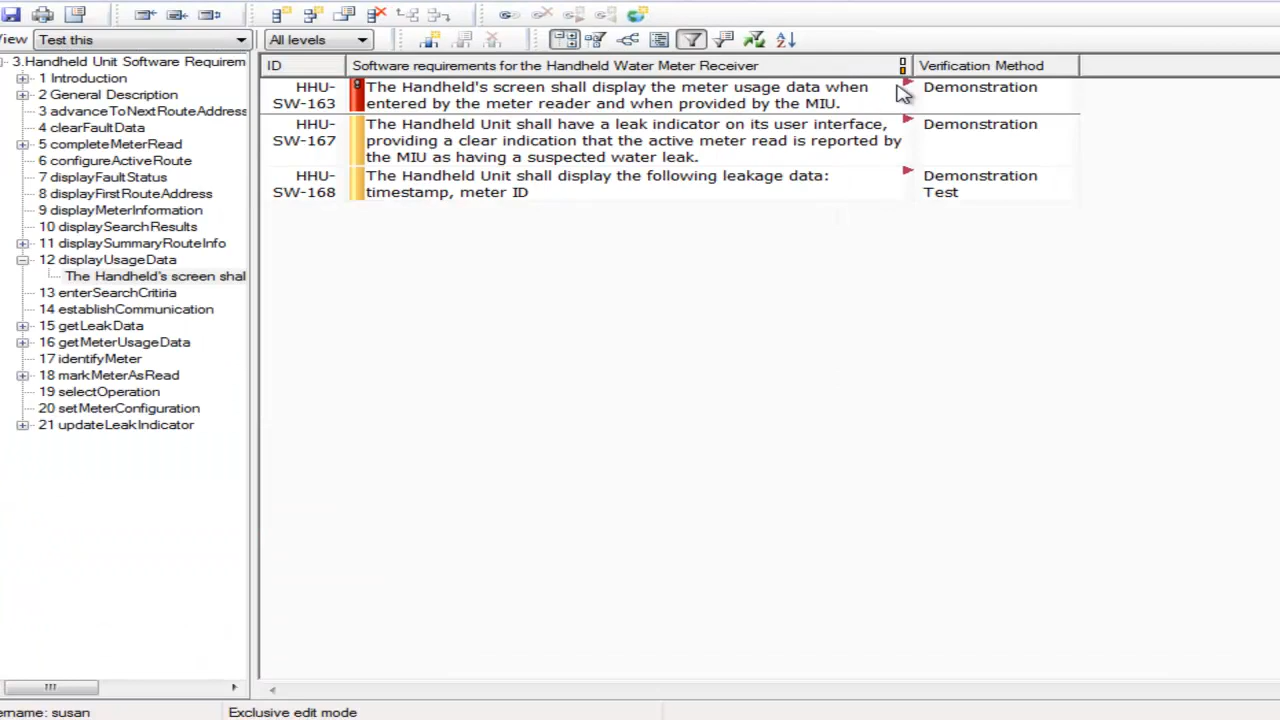 View Test this All levels
3.Handheld Unit Software Requirem
1 Introduction
2 General Description
3 advanceToNextRouteAddress
4 clearFaultData
5 completeMeterRead
6 configureActiveRoute
7 displayFaultStatus
8 displayFirstRouteAddress
9 displayMeterInformation
10 displaySearchResults
11 displaySummaryRouteInfo
12 displayUsageData
The Handheld's screen shal
13 enterSearchCritiria
14 establishCommunication
15 getLeakData
16 getMeterUsageData
17 identifyMeter
18 markMeterAsRead
19 selectOperation
20 setMeterConfiguration
21 updateLeakIndicator
ID Software requirements for the Handheld Water Meter Receiver Verification Method
HHU- The Handheld's screen shall display the meter usage data when Demonstration
SW-163 entered by the meter reader and when provided by the MIU.
HHU- The Handheld Unit shall have a leak indicator on its user interface, Demonstration
SW-167 providing a clear indication that the active meter read is reported by
the MIU as having a suspected water leak.
HHU- The Handheld Unit shall display the following leakage data: Demonstration
SW-168 timestamp, meter ID Test
ername: susan Exclusive edit mode